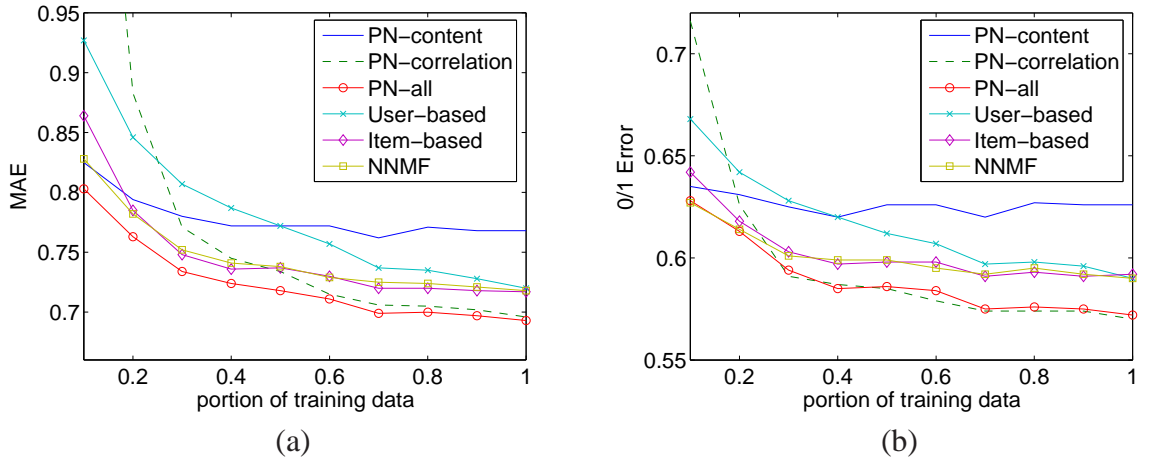 0.95
0.9
0.85
0.8
0.75
0.7
MAE
0.2 0.4 0.6 0.8 1
portion of training data
PN−content
PN−correlation
PN−all
User−based
Item−based
NNMF
(a)
0.7
0.65
0.6
0.55
0/1 Error
0.2 0.4 0.6 0.8 1
portion of training data
PN−content
PN−correlation
PN−all
User−based
Item−based
NNMF
(b)